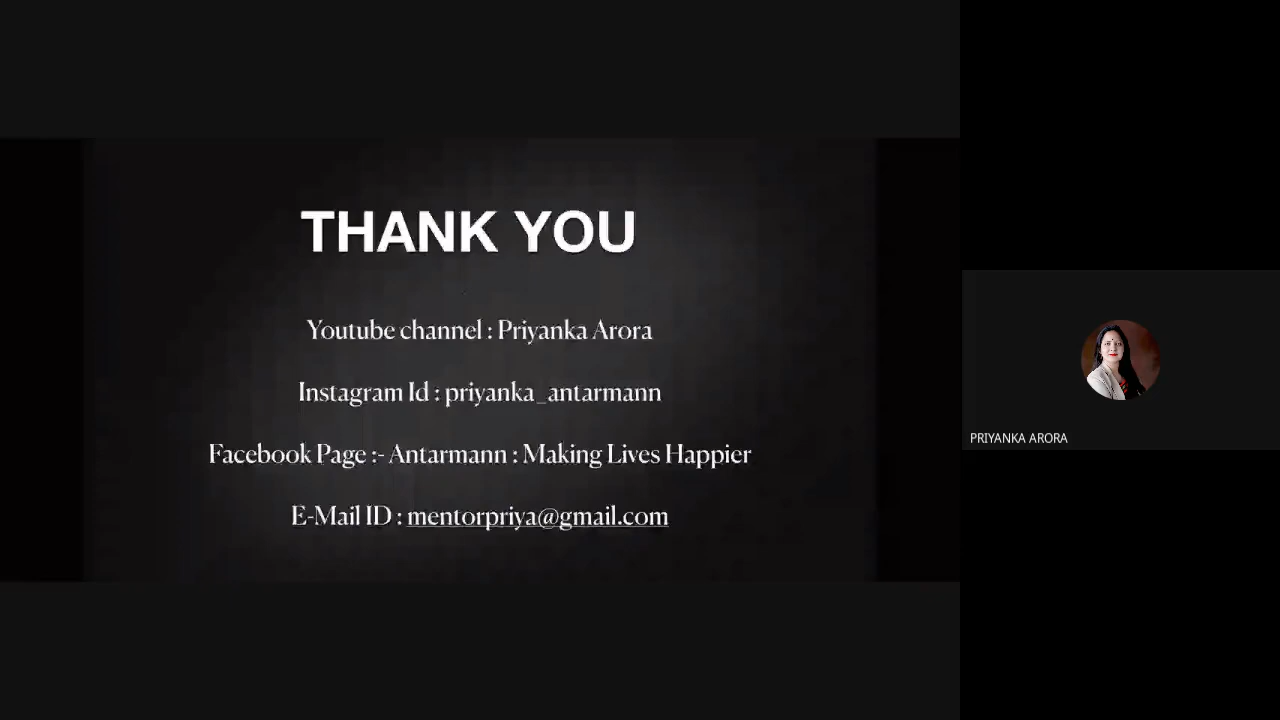 THANK YOU
Youtube channel : Priyanka Arora
Instagram Id : priyanka_antarmann
Facebook Page :- Antarmann : Making Lives Happier
E-Mail ID : mentorpriya@gmail.com
PRIYANKA ARORA